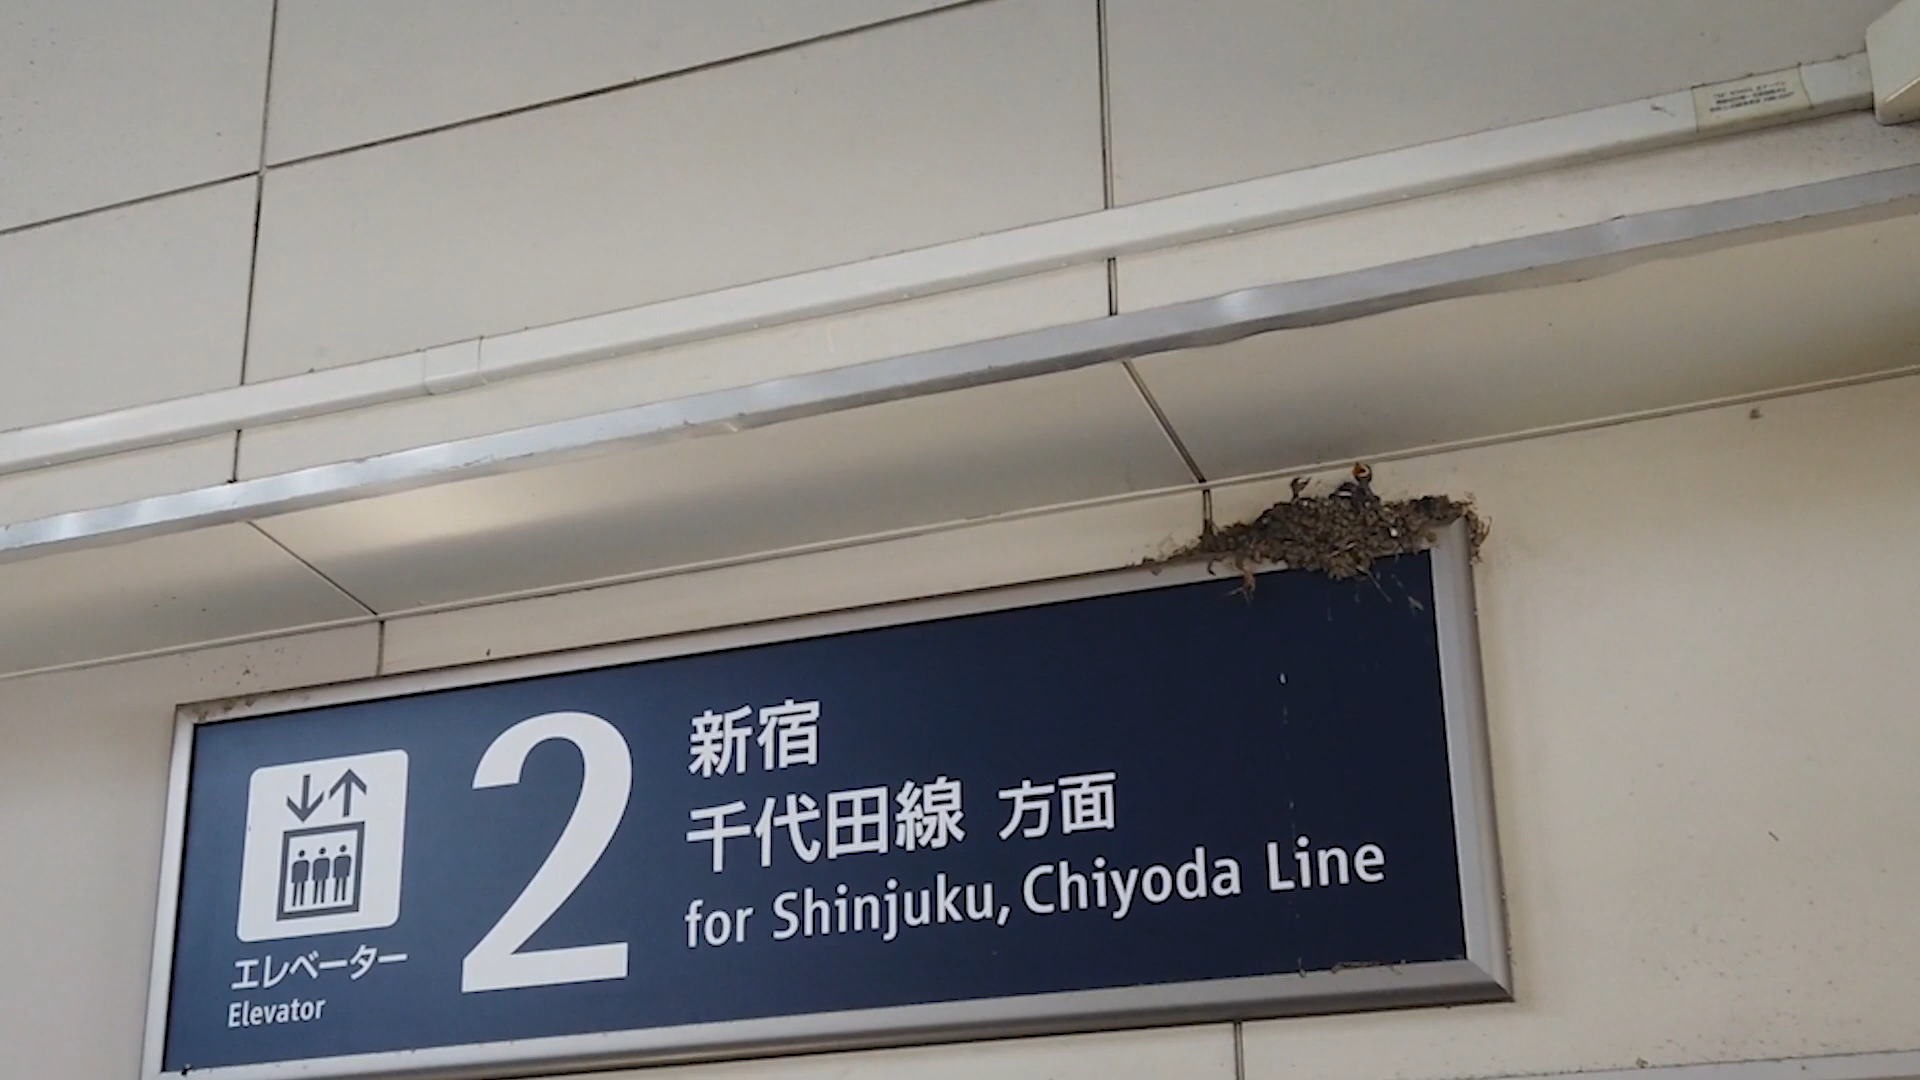 新宿
千代田線 方面
for Shinjuku, Chiyoda Line
2
エレベーター
Elevator